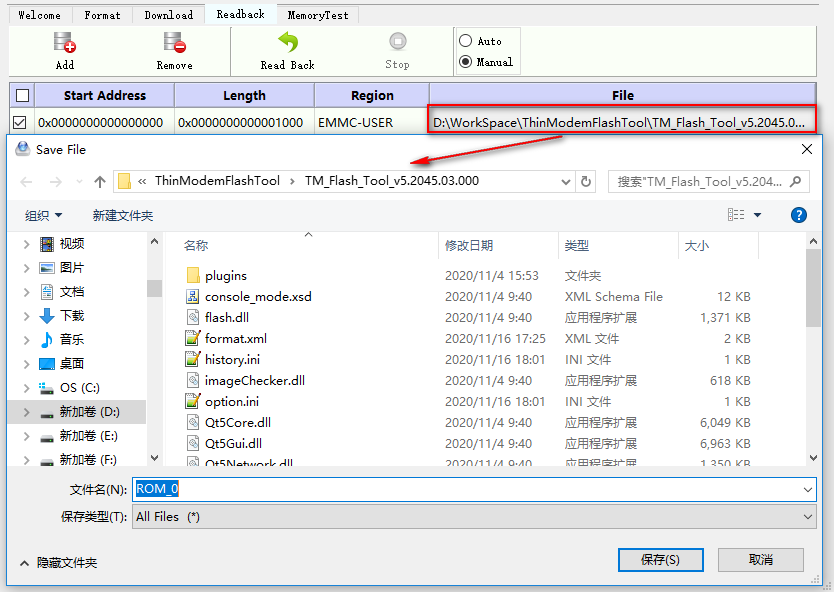 Welcome Format Download Readback MemoryTest
Add Remove Read Back Stop Auto
Manual
Start Address Length Region File
0x0000000000000000 0x0000000000001000 EMMC-USER D:\WorkSpace\ThinModemFlashTool\TM_Flash_Tool_v5.2045.0...
Save File
« ThinModemFlashTool › TM_Flash_Tool_v5.2045.03.000 搜索"TM_Flash_Tool_v5.204...
组织 新建文件夹
视频
图片
文档
下载
音乐
桌面
OS (C:)
新加卷 (D:)
新加卷 (E:)
新加卷 (F:)
名称 修改日期 类型 大小
plugins 2020/11/4 15:53 文件夹
console_mode.xsd 2020/11/4 9:40 XML Schema File 12 KB
flash.dll 2020/11/4 9:40 应用程序扩展 1,371 KB
format.xml 2020/11/16 17:25 XML 文件 2 KB
history.ini 2020/11/16 18:01 INI 文件 1 KB
imageChecker.dll 2020/11/4 9:40 应用程序扩展 618 KB
option.ini 2020/11/16 18:01 INI 文件 1 KB
Qt5Core.dll 2020/11/4 9:40 应用程序扩展 6,049 KB
Qt5Gui.dll 2020/11/4 9:40 应用程序扩展 6,963 KB
Qt5Network.dll 2020/11/4 9:40 应用程序扩展 1,350 KB
文件名(N): ROM_0
保存类型(T): All Files (*)
隐藏文件夹 保存(S) 取消